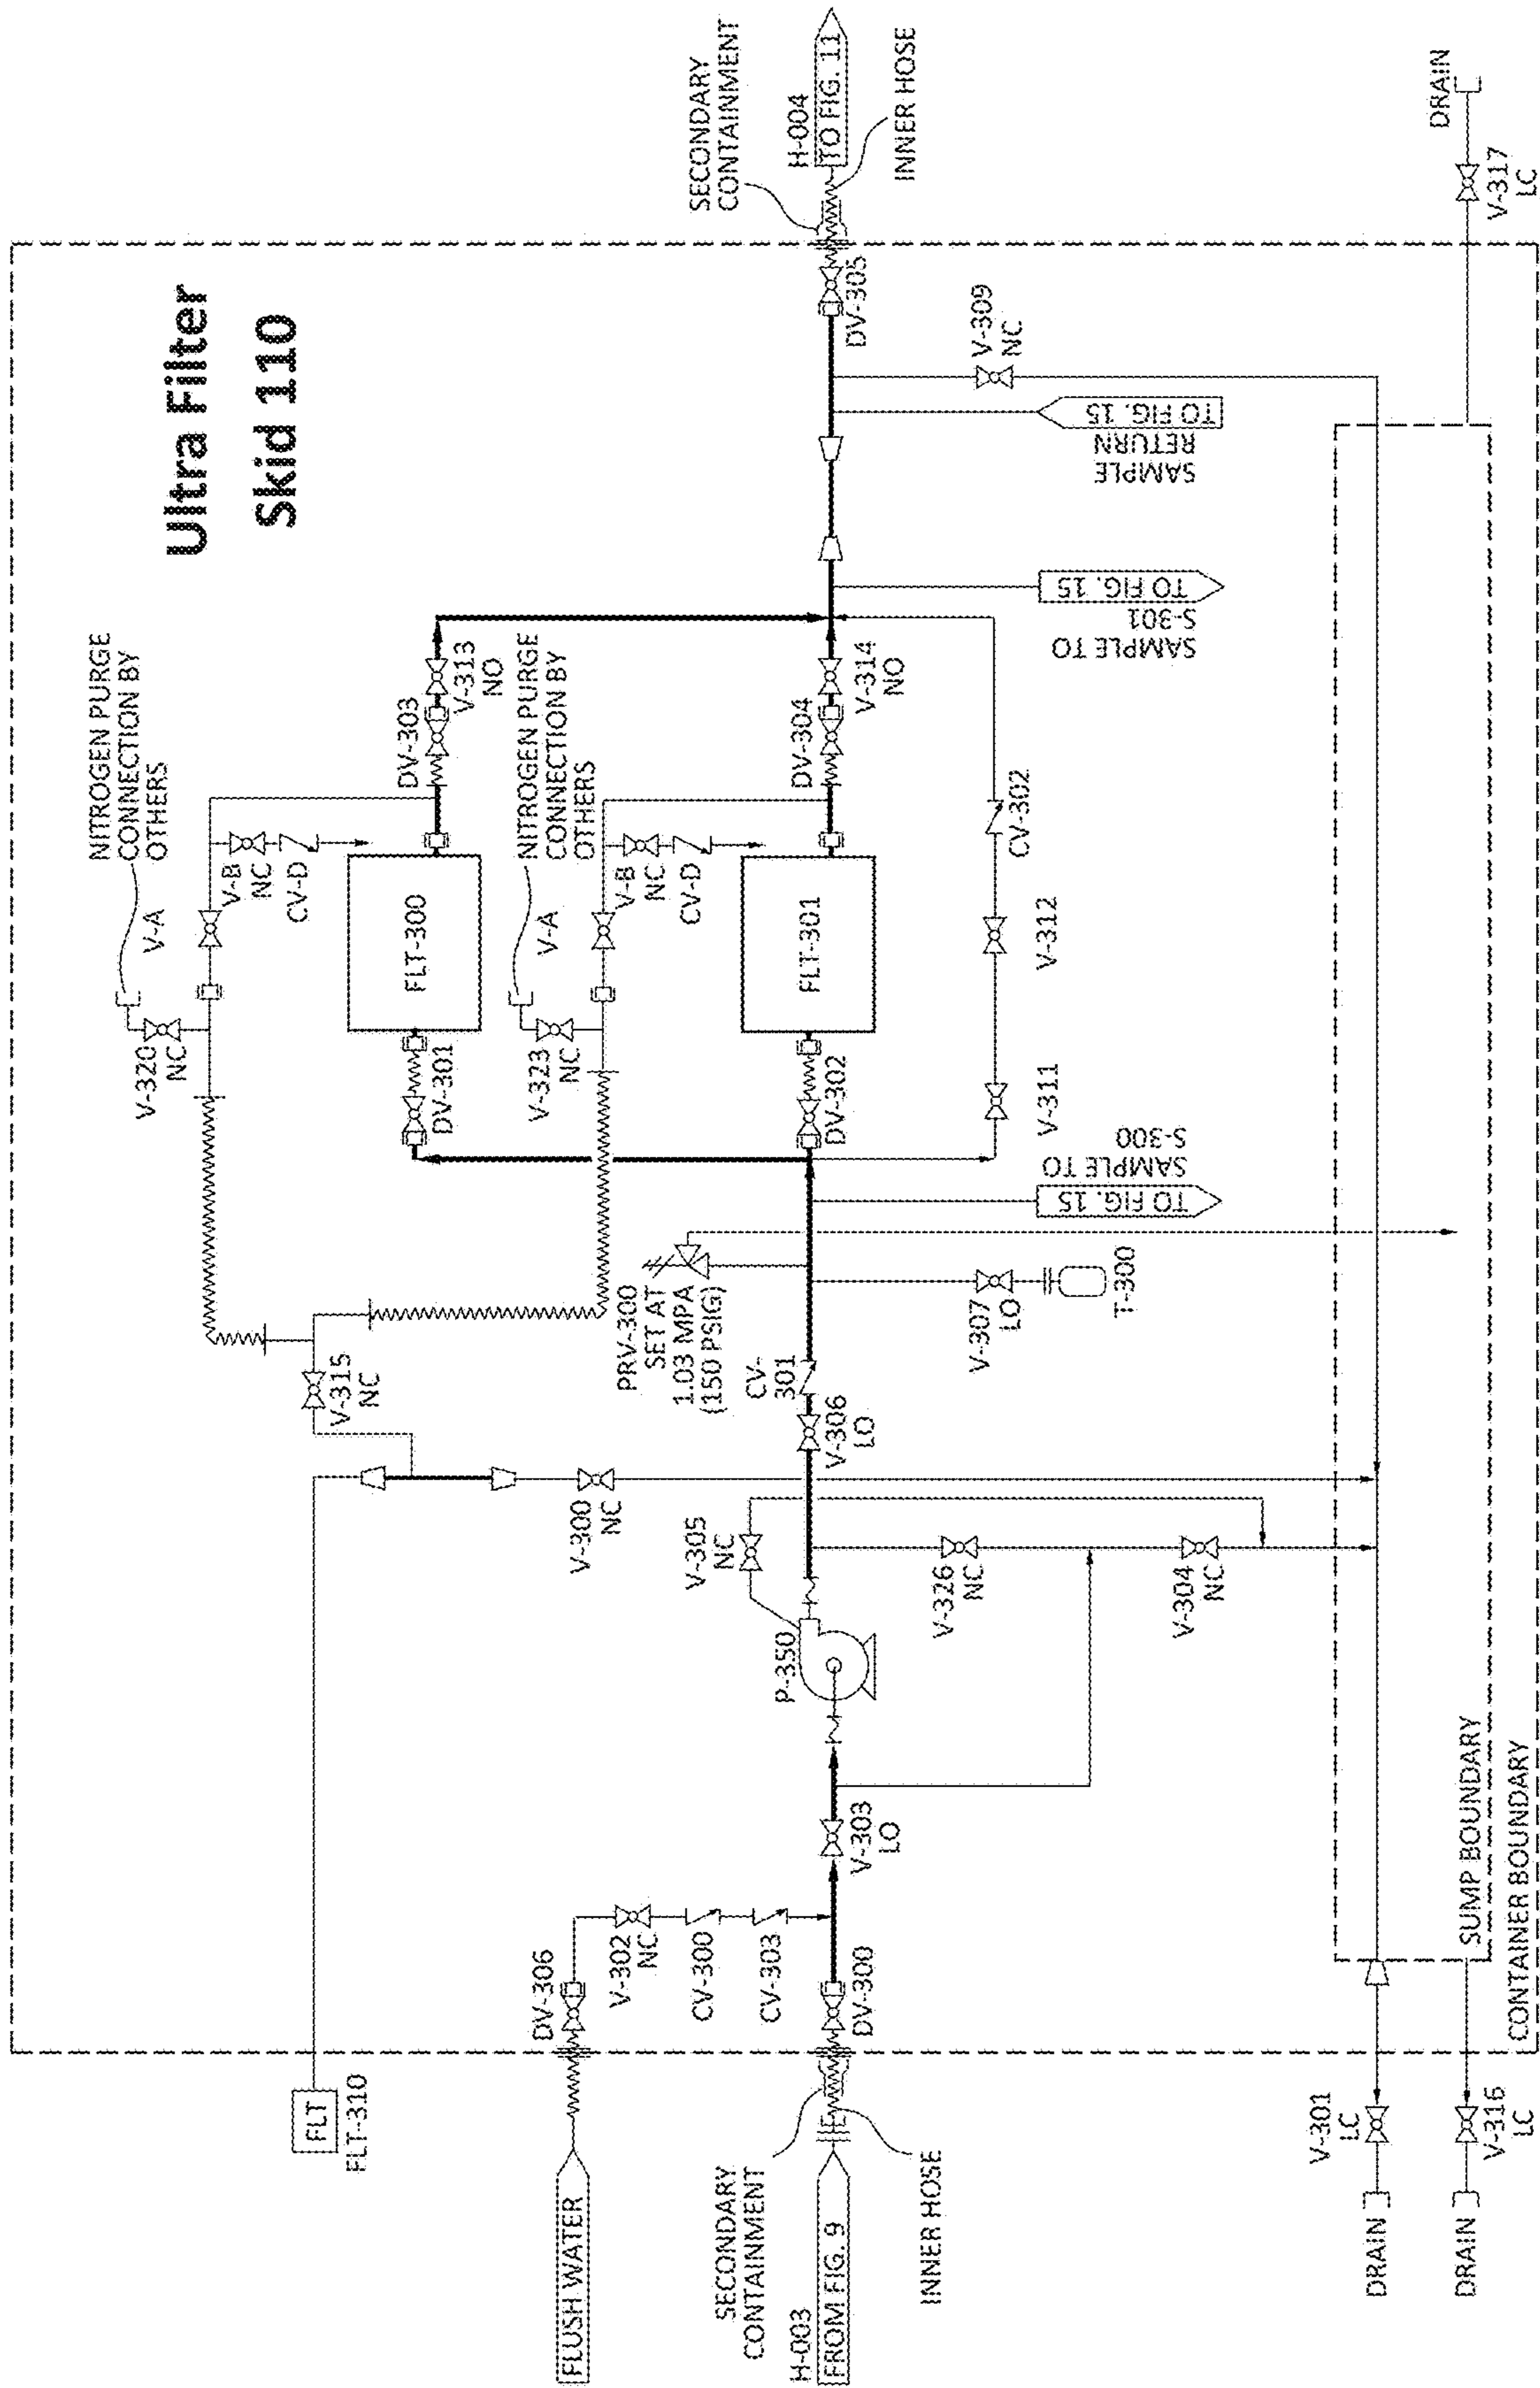 Ultra Filter
Skid 110
NITROGEN PURGE
CONNECTION BY
OTHERS
V-A
V-320
NC
V-B
NC
CV-D
FLT-300
DV-301
DV-303
V-313
NO
NITROGEN PURGE
CONNECTION BY
OTHERS
V-A
V-323
NC
V-B
NC
CV-D
FLT-301
DV-302
DV-304
V-314
NO
V-311
V-312
CV-302
SECONDARY
CONTAINMENT
H-004
TO FIG. 11
INNER HOSE
DV-305
V-309
NC
SAMPLE
RETURN
TO FIG. 15
SAMPLE TO
S-301
TO FIG. 15
SAMPLE TO
S-300
TO FIG. 15
PRV-300
SET AT
1.03 MPA
(150 PSIG)
CV-
301
V-306
LO
V-307
LO
T-300
V-315
NC
V-300
NC
V-305
NC
P-350
V-326
NC
V-304
NC
V-303
LO
FLT
FLT-310
FLUSH WATER
DV-306
V-302
NC
CV-300
CV-303
DV-300
SECONDARY
CONTAINMENT
H-003
FROM FIG. 9
INNER HOSE
V-301
LC
DRAIN
V-316
LC
DRAIN
V-317
LC
DRAIN
SUMP BOUNDARY
CONTAINER BOUNDARY